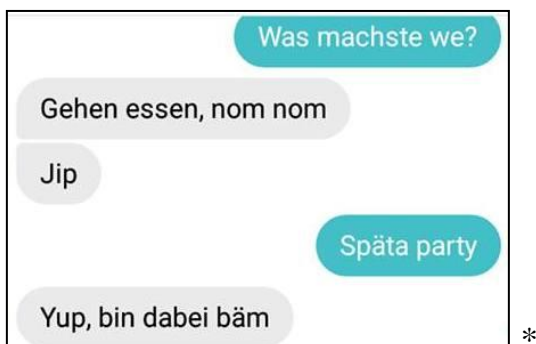 Was machste we?
Gehen essen, nom nom
Jip
Späta party
Yup, bin dabei bäm
*